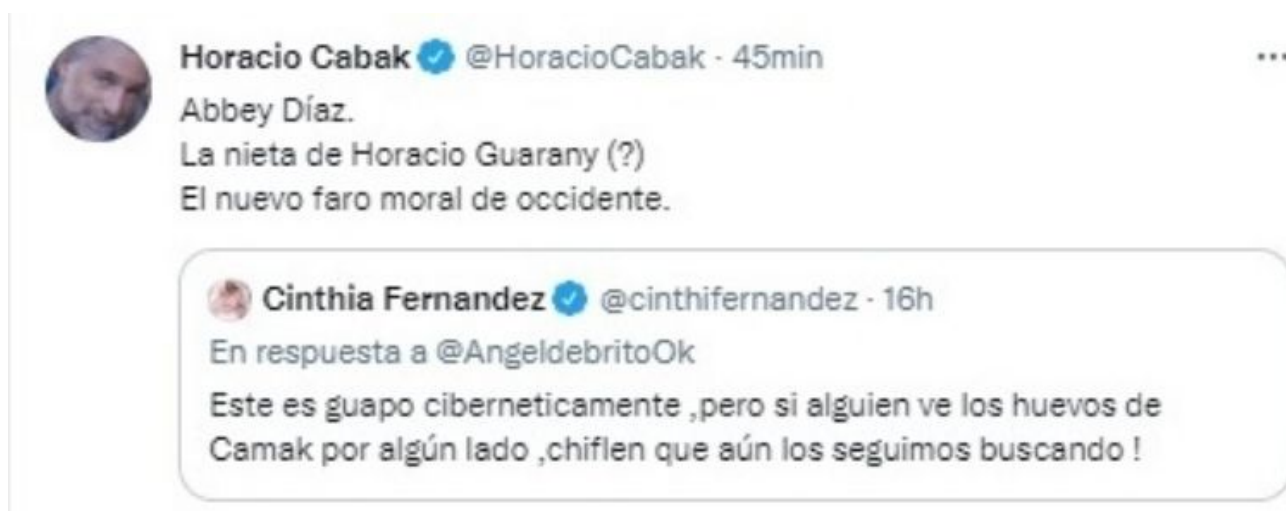 Horacio Cabak @HoracioCabak · 45min
Abbey Díaz.
La nieta de Horacio Guarany (?)
El nuevo faro moral de occidente.
Cinthia Fernandez @cinthifernandez · 16h
En respuesta a @AngeldebritoOk
Este es guapo ciberneticamente ,pero si alguien ve los huevos de
Camak por algún lado ,chiflen que aún los seguimos buscando !